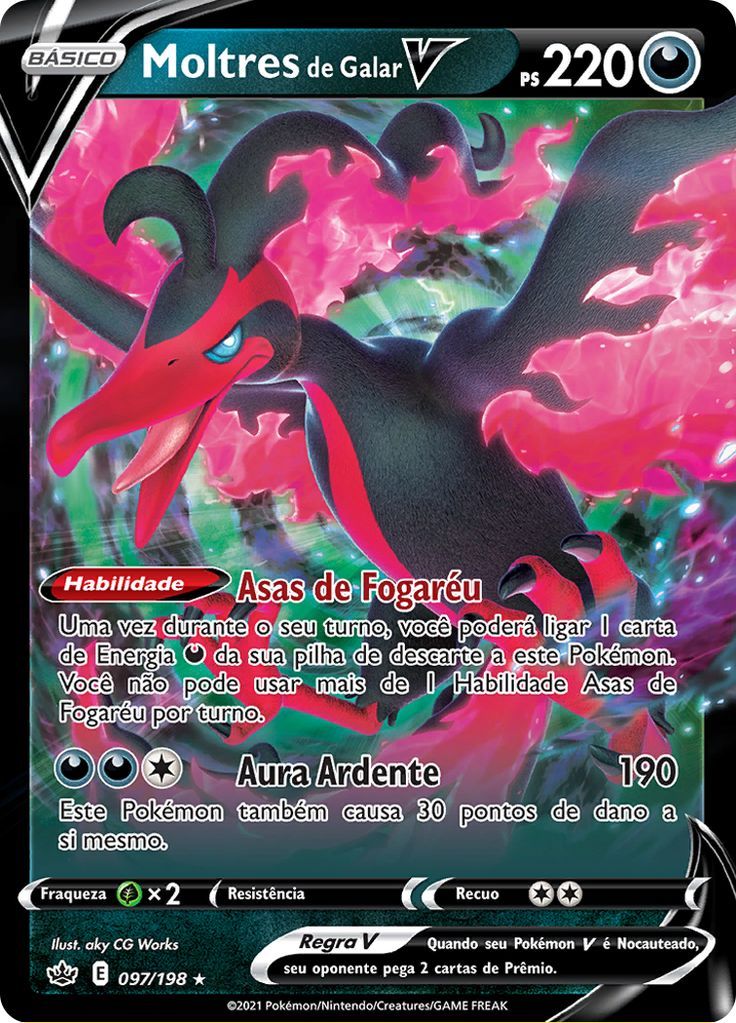 BÁSICO
Moltres de Galar V
PS 220
Habilidade Asas de Fogaréu
Uma vez durante o seu turno, você poderá ligar 1 carta
de Energia da sua pilha de descarte a este Pokémon.
Você não pode usar mais de 1 Habilidade Asas de
Fogaréu por turno.
Aura Ardente 190
Este Pokémon também causa 30 pontos de dano a
si mesmo.
Fraqueza ×2 Resistência Recuo
Ilust. aky CG Works
Regra V Quando seu Pokémon V é Nocauteado,
seu oponente pega 2 cartas de Prêmio.
E 097/198 ★
©2021 Pokémon/Nintendo/Creatures/GAME FREAK